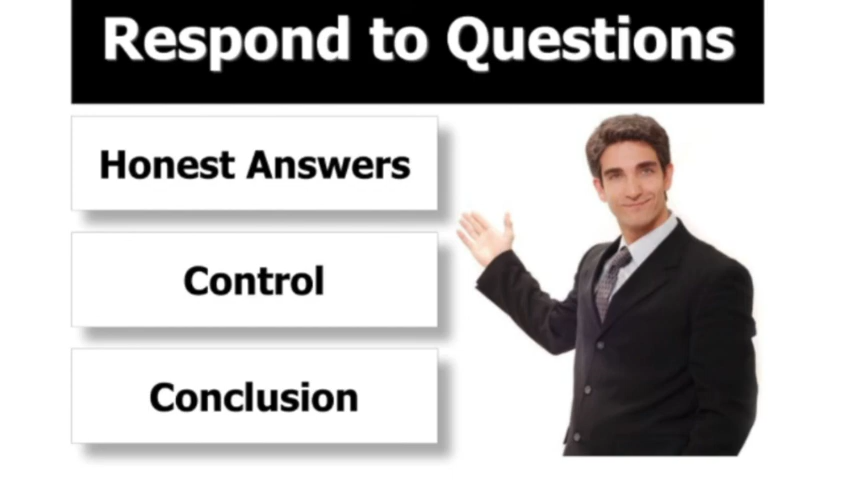 Respond to Questions
Honest Answers
Control
Conclusion